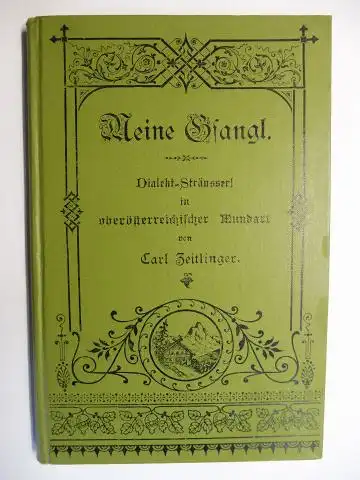 Meine Gsangl.
Dialekt-Sträusserl
in
oberösterreichischer Mundart
von
Carl Zeitlinger.